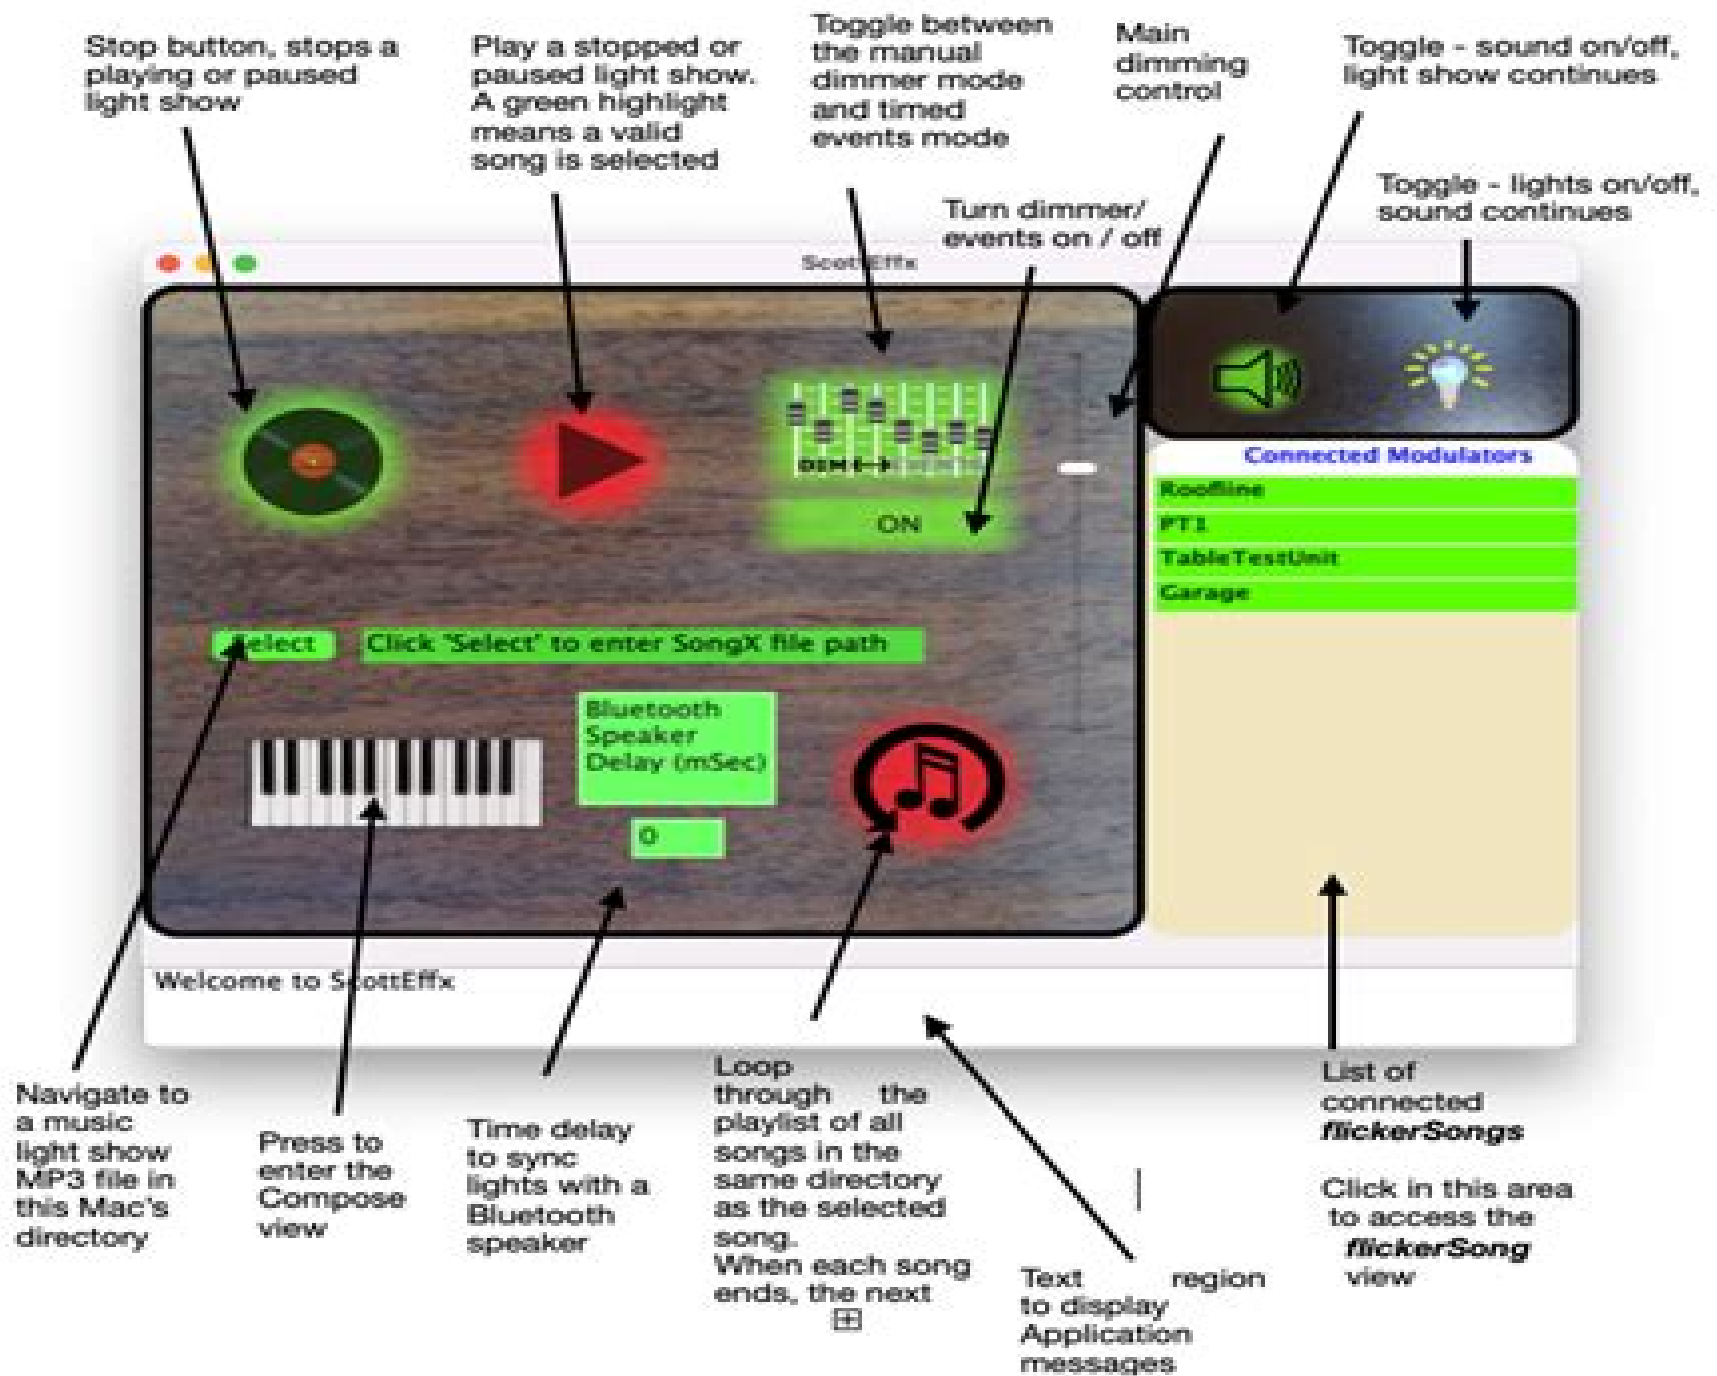 Stop button, stops a
playing or paused
light show
Play a stopped or
paused light show.
A green highlight
means a valid
song is selected
Toggle between
the manual
dimmer mode
and timed
events mode
Main
dimming
control
Toggle - sound on/off,
light show continues
Toggle - lights on/off,
sound continues
Turn dimmer/
events on / off
ScottEffx
DIM
ON
Connected Modulators
Roofline
PT1
TableTestUnit
Garage
Select
Click 'Select' to enter SongX file path
Bluetooth
Speaker
Delay (mSec)
0
Welcome to ScottEffx
Navigate to
a music
light show
MP3 file in
this Mac's
directory
Press to
enter the
Compose
view
Time delay
to sync
lights with a
Bluetooth
speaker
Loop
through the
playlist of all
songs in the
same directory
as the selected
song.
When each song
ends, the next
Text region
to display
Application
messages
List of
connected
flickerSongs
Click in this area
to access the
flickerSong
view